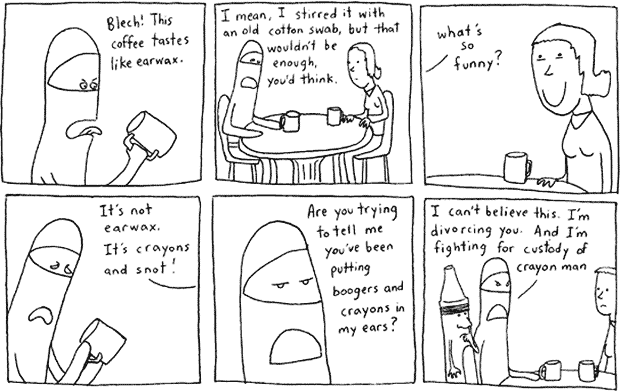 Blech! This
coffee tastes
like earwax.
I mean, I stirred it with
an old cotton swab, but that
wouldn't be
enough,
you'd think.
what's
so
funny?
It's not
earwax.
It's crayons
and snot!
Are you trying
to tell me
you've been
putting
boogers and
crayons in
my ears?
I can't believe this. I'm
divorcing you. And I'm
fighting for custody of
crayon man